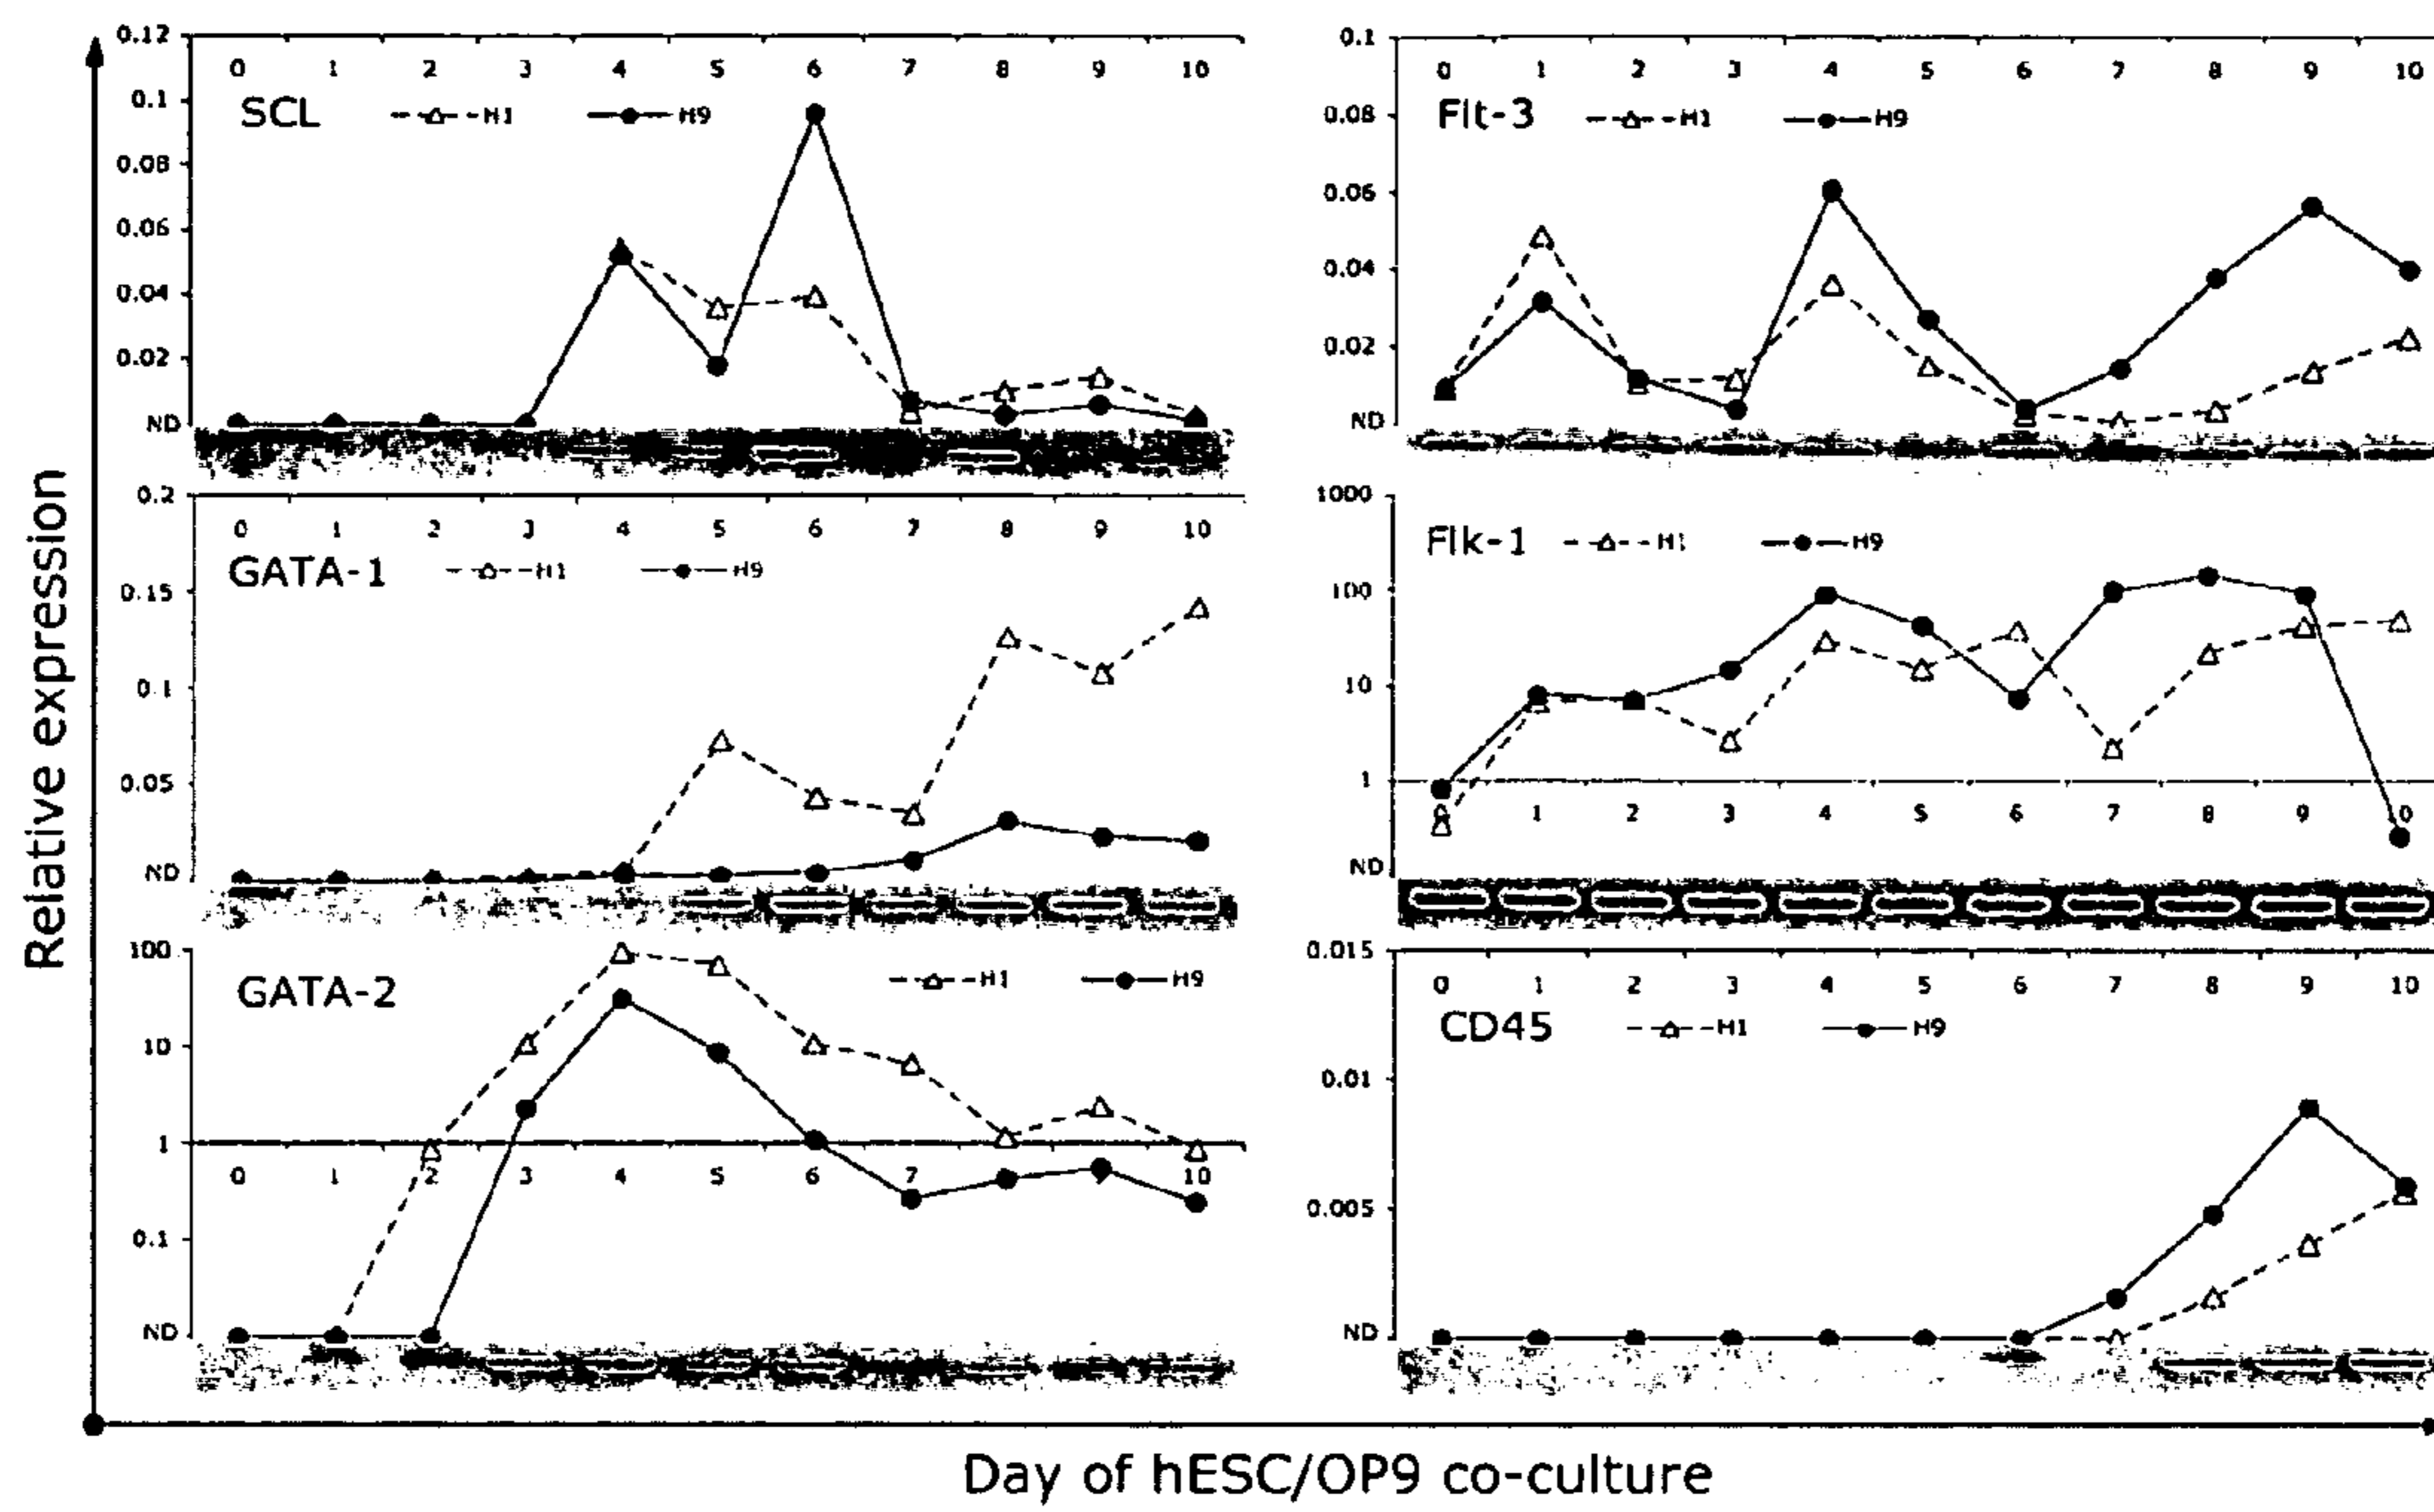 Relative expression
0.12
0 1 2 3 4 5 6 7 8 9 10
SCL H1 H9
0.1
0.08
0.06
0.04
0.02
ND
0.1
0 1 2 3 4 5 6 7 8 9 10
0.08
Flt-3 H1 H9
0.06
0.04
0.02
ND
0.2
0 1 2 3 4 5 6 7 8 9 10
GATA-1 H1 H9
0.15
0.1
0.05
ND
1000
Flk-1 H1 H9
100
10
1
0 1 2 3 4 5 6 7 8 9 0
ND
100
GATA-2 H1 H9
10
1
0 1 2 3 4 5 6 7 10
0.1
ND
0.015
0 1 2 3 4 5 6 7 8 9 10
CD45 H1 H9
0.01
0.005
ND
Day of hESC/OP9 co-culture